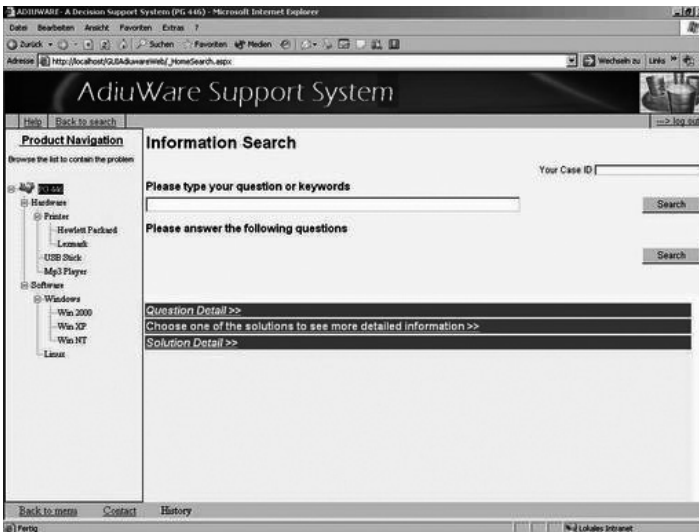 ADIUWARE - A Decision Support System (PG 446) - Microsoft Internet Explorer
Datei Bearbeiten Ansicht Favoriten Extras ?
Zurück Suchen Favoriten Medien
Adresse http://localhost/GUIAdiuwareWeb/_HomeSearch.aspx Wechseln zu Links »
AdiuWare Support System
Help Back to search ---> log out
Product Navigation
Browse the list to contain the problem
Information Search
Your Case ID
Please type your question or keywords
Search
Please answer the following questions
Search
PG 446
Hardware
Printer
Hewlett Packard
Lexmark
USB Stick
Mp3 Player
Software
Windows
Win 2000
Win XP
Win NT
Linux
Question Detail >>
Choose one of the solutions to see more detailed information >>
Solution Detail >>
Back to menu Contact History
Fertig Lokales Intranet